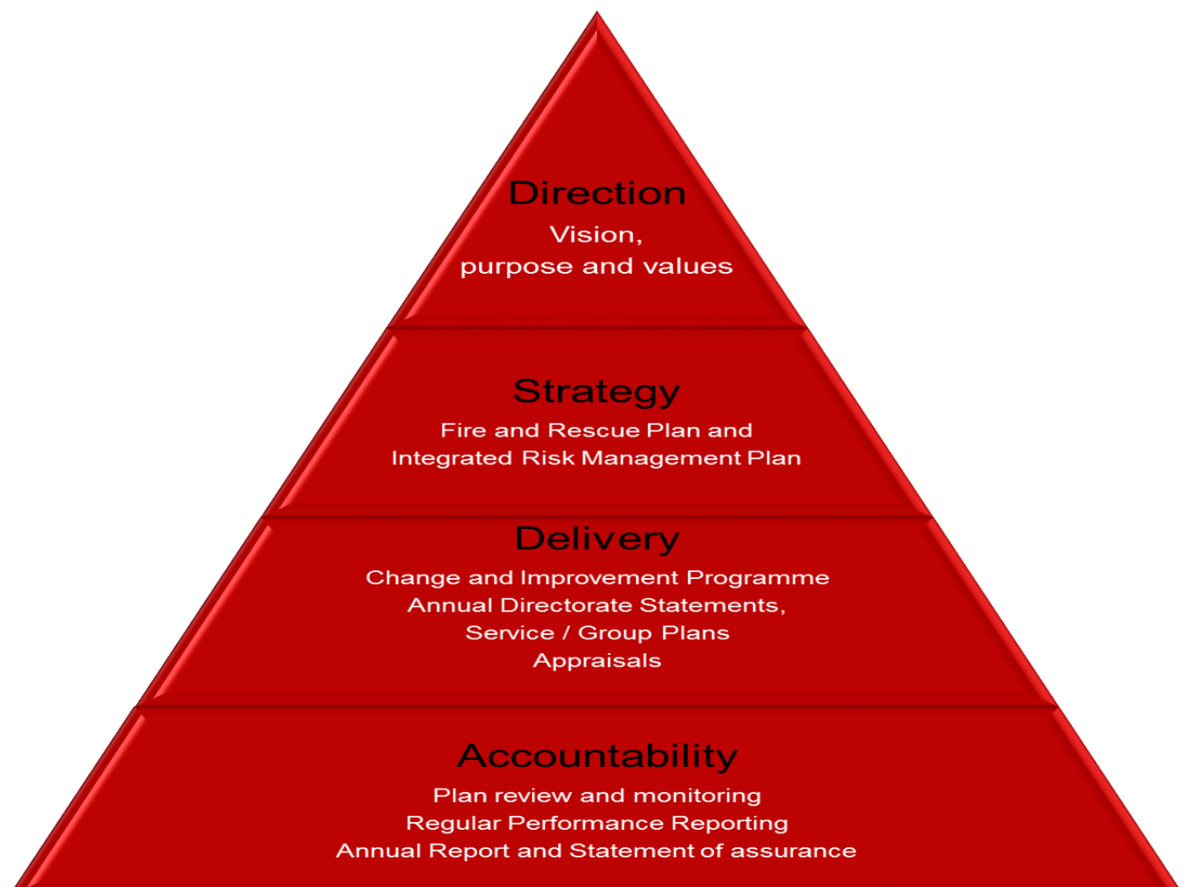 Direction
Vision,
purpose and values
Strategy
Fire and Rescue Plan and
Integrated Risk Management Plan
Delivery
Change and Improvement Programme
Annual Directorate Statements,
Service / Group Plans
Appraisals
Accountability
Plan review and monitoring
Regular Performance Reporting
Annual Report and Statement of assurance